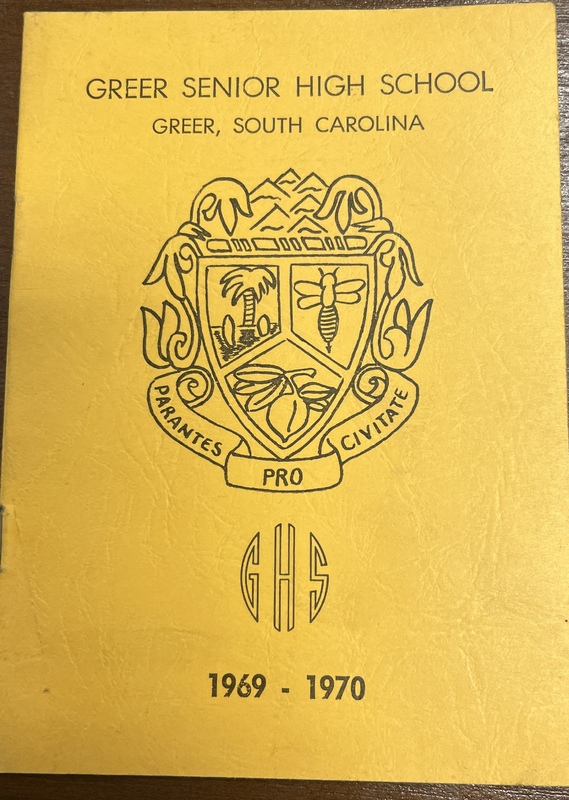 GREER SENIOR HIGH SCHOOL
GREER, SOUTH CAROLINA
PARANTES PRO CIVITATE
GHS
1969 - 1970